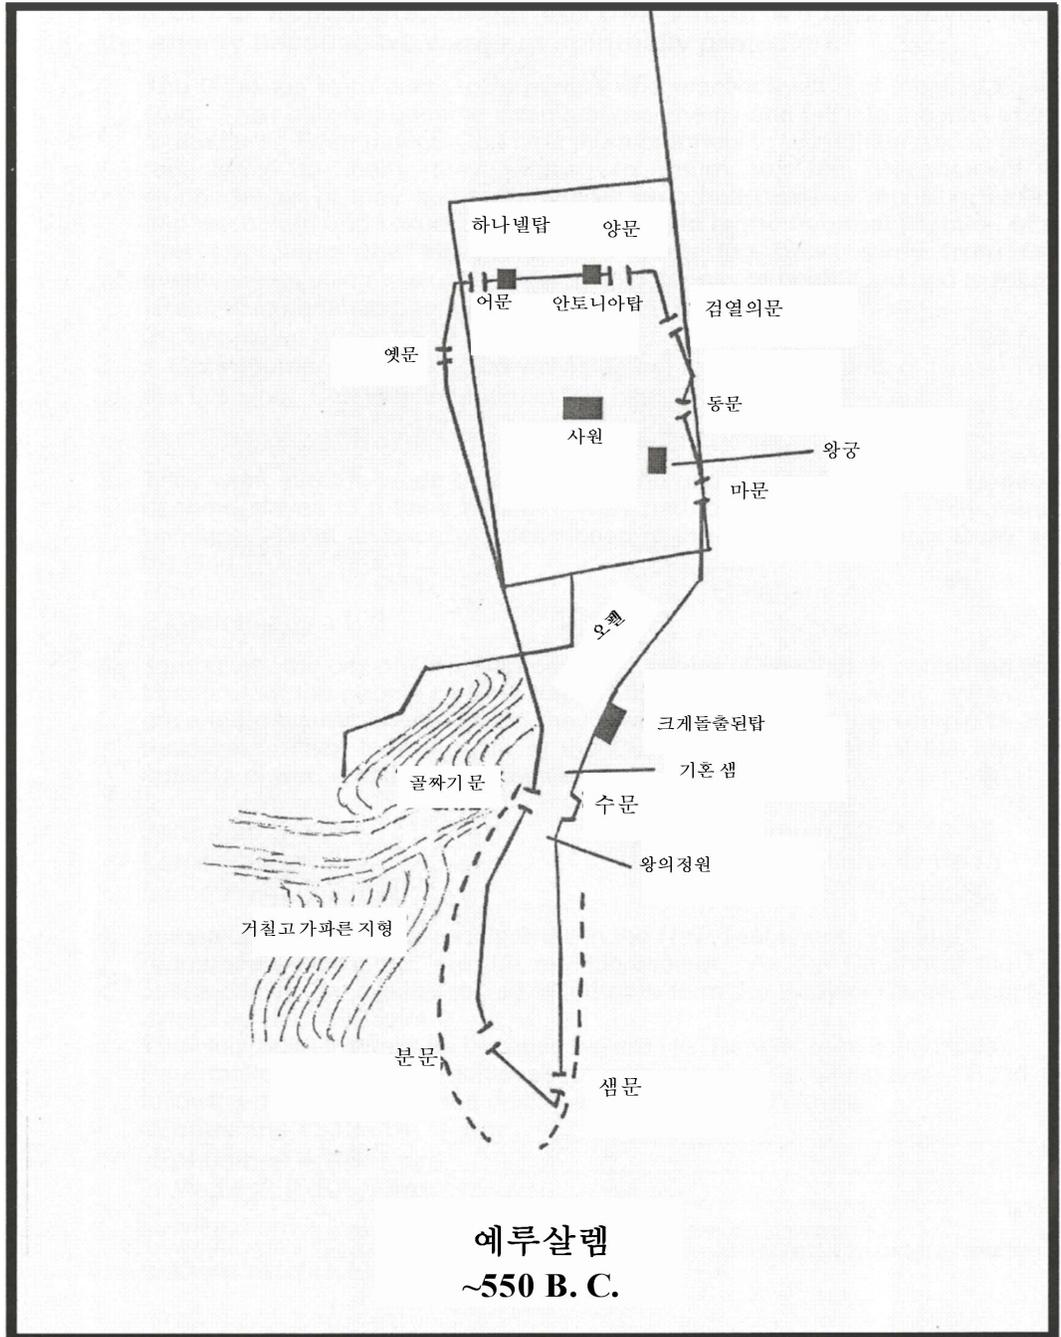 하나넬탑
양문
어문
안토니아탑
검열의문
옛문
동문
사원
왕궁
마문
오펠
크게돌출된탑
골짜기 문
기혼 샘
수문
왕의정원
거칠고 가파른 지형
분문
샘문
예루살렘
~550 B. C.